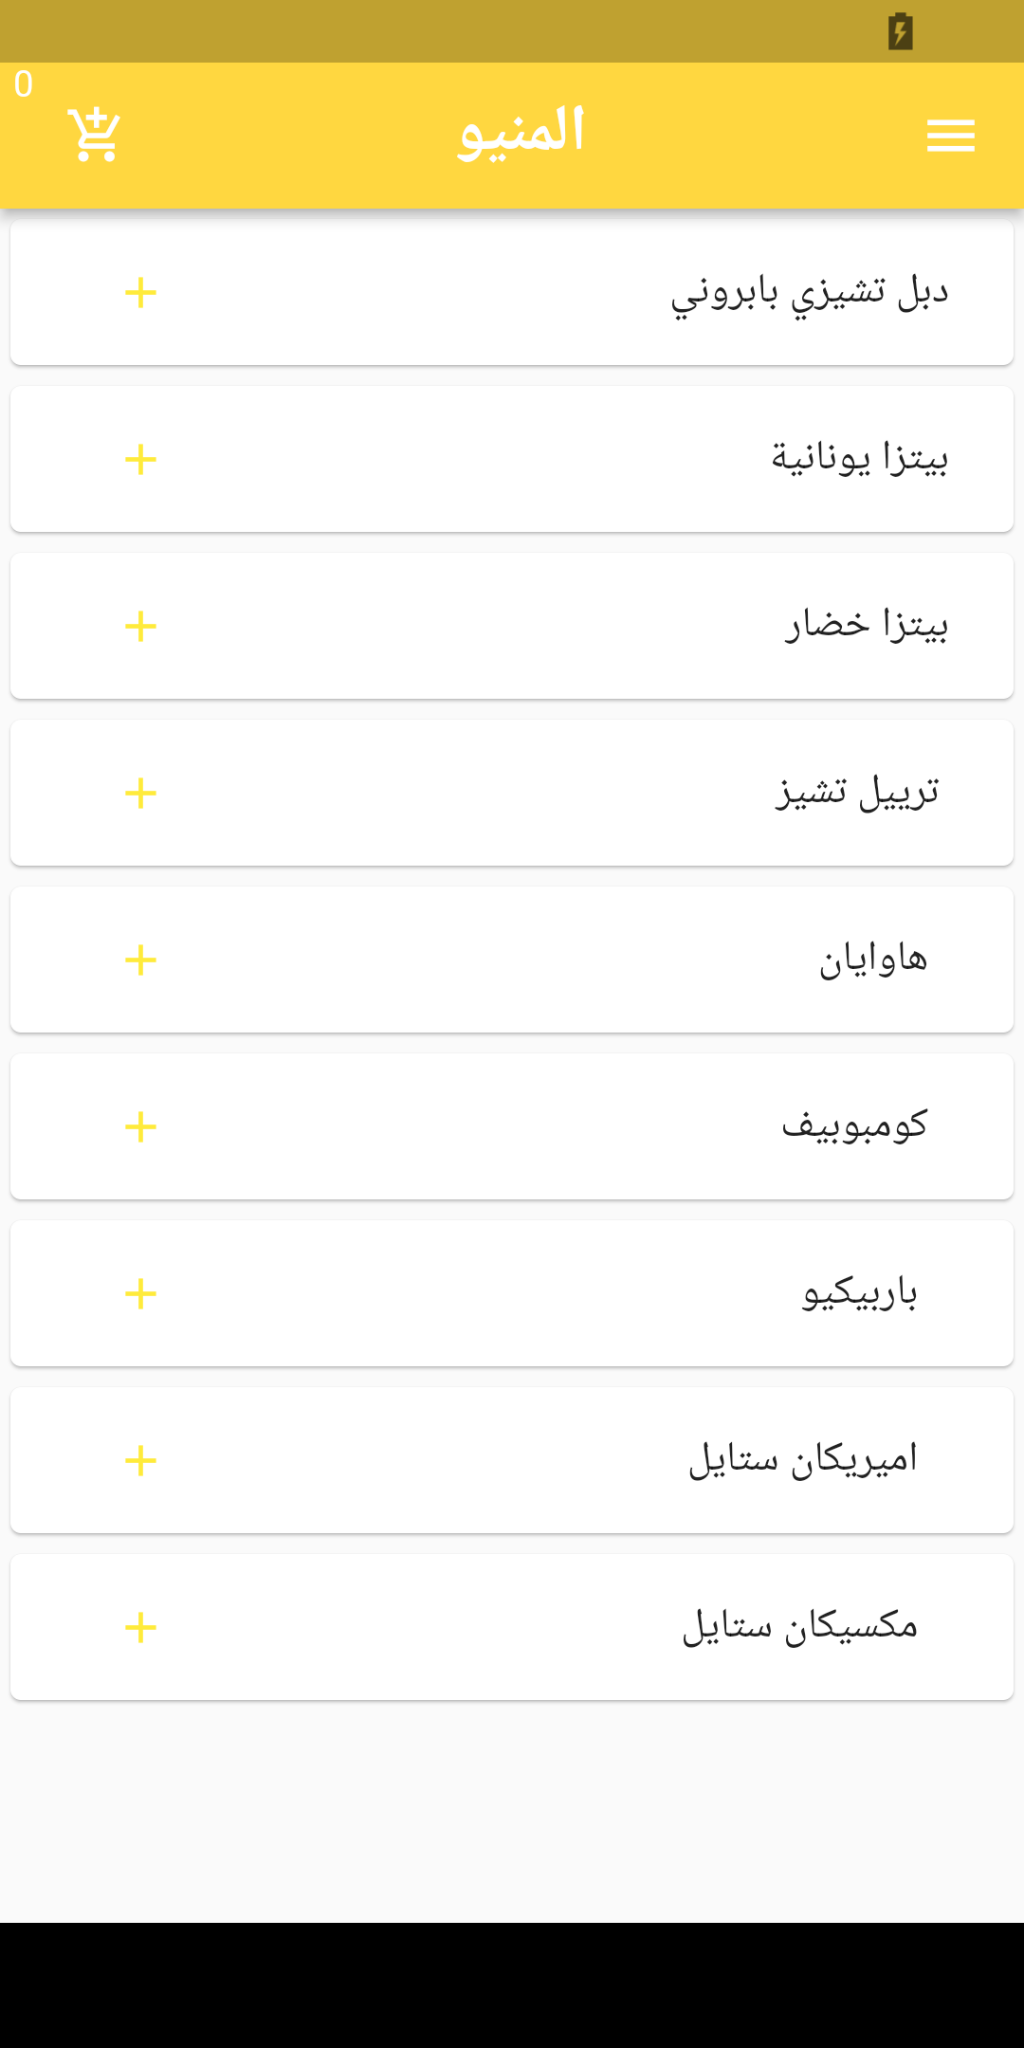 0
المنيو
دبل تشيزي بابروني
بيتزا يونانية
بيتزا خضار
ترييل تشيز
هاوايان
كومبوبيف
باربيكيو
اميريكان ستايل
مكسيكان ستايل